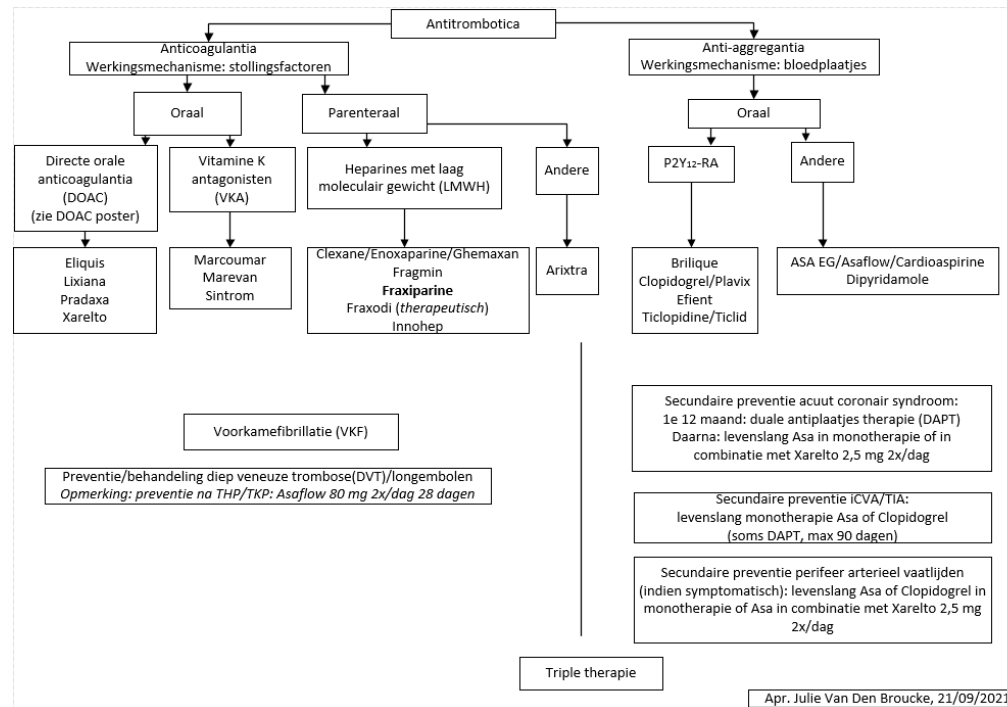 Antitrombotica
Anticoagulantia
Werkingsmechanisme: stollingsfactoren
Anti-aggregantia
Werkingsmechanisme: bloedplaatjes
Oraal
Parenteraal
Oraal
Directe orale
anticoagulantia
(DOAC)
(zie DOAC poster)
Vitamine K
antagonisten
(VKA)
Heparines met laag
moleculair gewicht (LMWH)
Andere
P2Y₁₂-RA
Andere
Eliquis
Lixiana
Pradaxa
Xarelto
Marcoumar
Marevan
Sintrom
Clexane/Enoxaparine/Ghemaxan
Fragmin
Fraxiparine
Fraxodi (therapeutisch)
Innohep
Arixtra
Brilique
Clopidogrel/Plavix
Efient
Ticlopidine/Ticlid
ASA EG/Asaflow/Cardioaspirine
Dipyridamole
Voorkamefibrillatie (VKF)
Preventie/behandeling diep veneuze trombose(DVT)/longembolen
Opmerking: preventie na THP/TKP: Asaflow 80 mg 2x/dag 28 dagen
Secundaire preventie acuut coronair syndroom:
1e 12 maand: duale antiplaatjes therapie (DAPT)
Daarna: levenslang Asa in monotherapie of in
combinatie met Xarelto 2,5 mg 2x/dag
Secundaire preventie iCVA/TIA:
levenslang monotherapie Asa of Clopidogrel
(soms DAPT, max 90 dagen)
Secundaire preventie perifeer arterieel vaatlijden
(indien symptomatisch): levenslang Asa of Clopidogrel in
monotherapie of Asa in combinatie met Xarelto 2,5 mg
2x/dag
Triple therapie
Apr. Julie Van Den Broucke, 21/09/2021